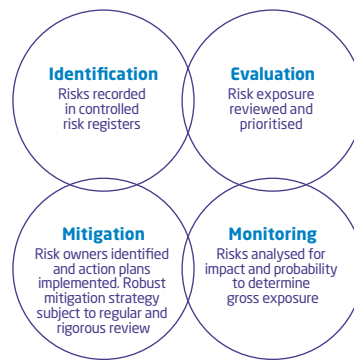 Identification
Risks recorded
in controlled
risk registers
Evaluation
Risk exposure
reviewed and
prioritised
Mitigation
Risk owners identified
and action plans
implemented. Robust
mitigation strategy
subject to regular and
rigorous review
Monitoring
Risks analysed for
impact and probability
to determine
gross exposure